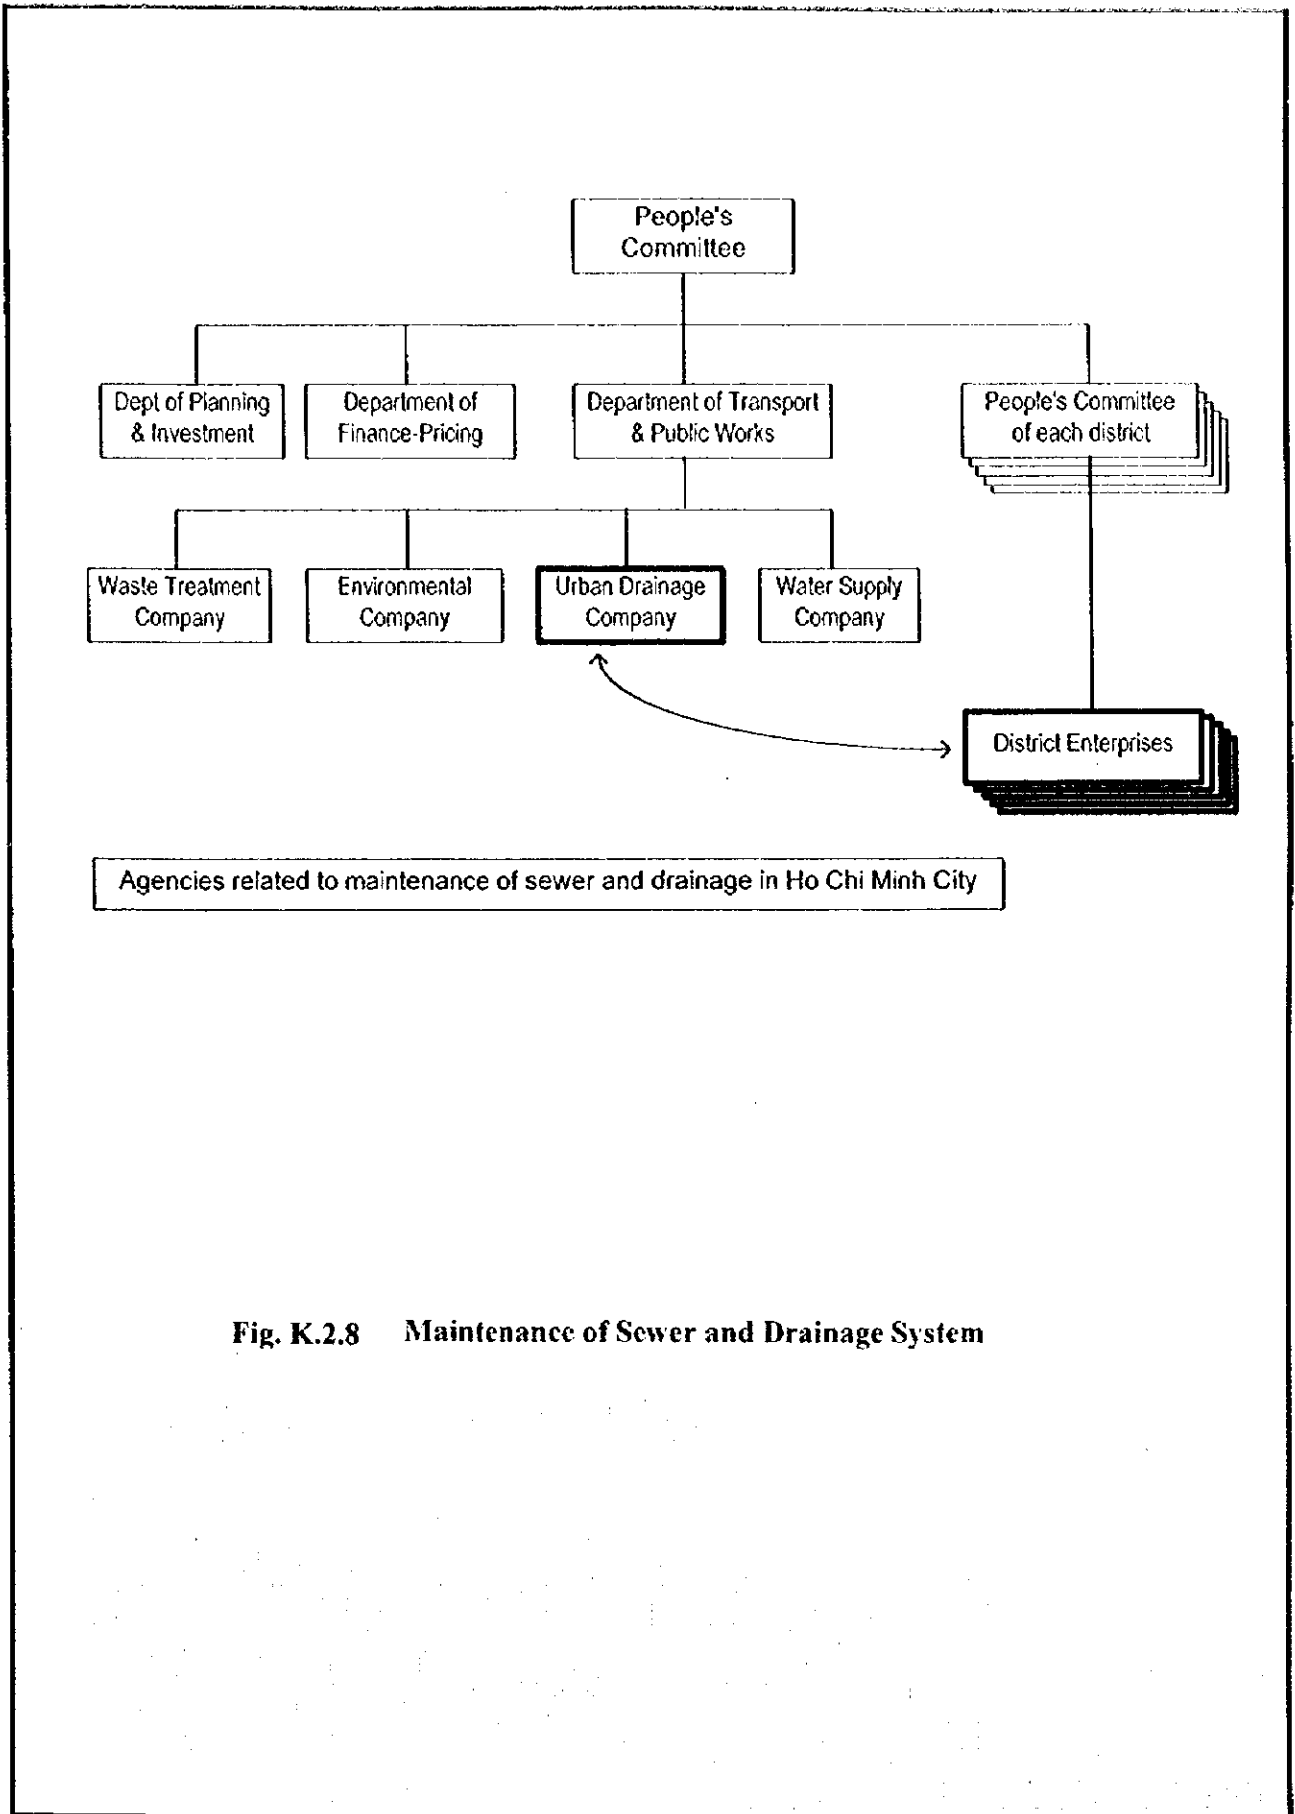 People's
Committee
Dept of Planning
& Investment
Department of
Finance-Pricing
Department of Transport
& Public Works
People's Committee
of each district
Waste Treatment
Company
Environmental
Company
Urban Drainage
Company
Water Supply
Company
District Enterprises
Agencies related to maintenance of sewer and drainage in Ho Chi Minh City
Fig. K.2.8 Maintenance of Sewer and Drainage System